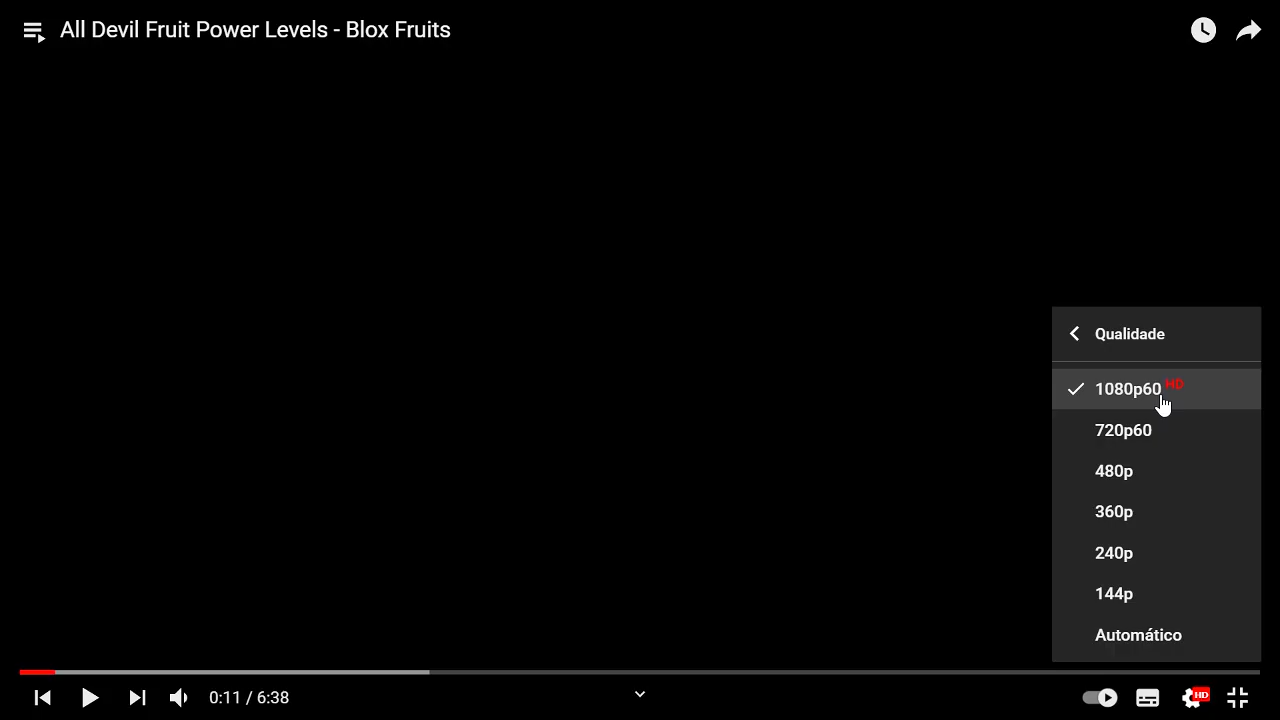 All Devil Fruit Power Levels - Blox Fruits
Qualidade
1080p60 HD
720p60
480p
360p
240p
144p
Automático
0:11 / 6:38
HD